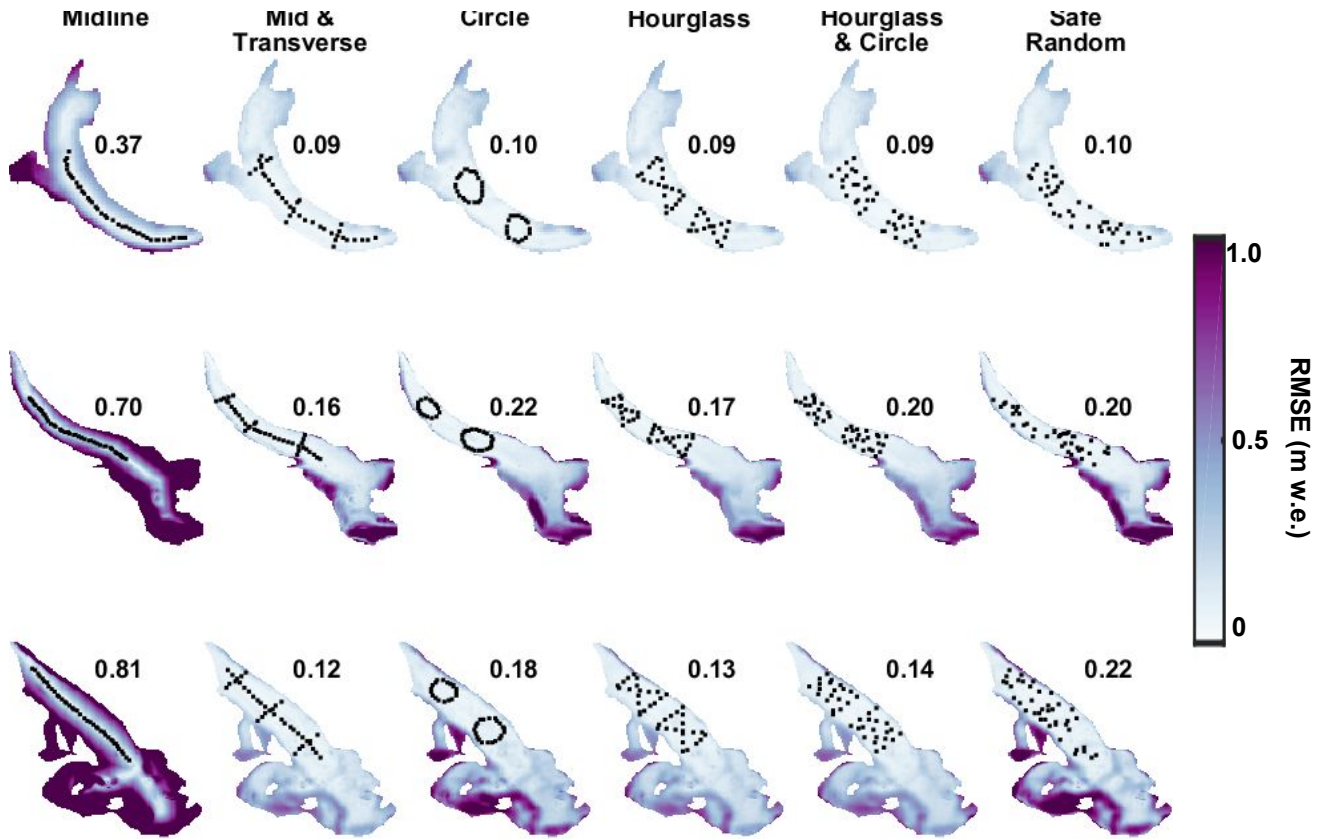 Midline
Mid &
Transverse
Circle
Hourglass
Hourglass
& Circle
Safe
Random
0.37
0.09
0.10
0.09
0.09
0.10
0.70
0.16
0.22
0.17
0.20
0.20
0.81
0.12
0.18
0.13
0.14
0.22
1.0
0.5
0
RMSE (m w.e.)